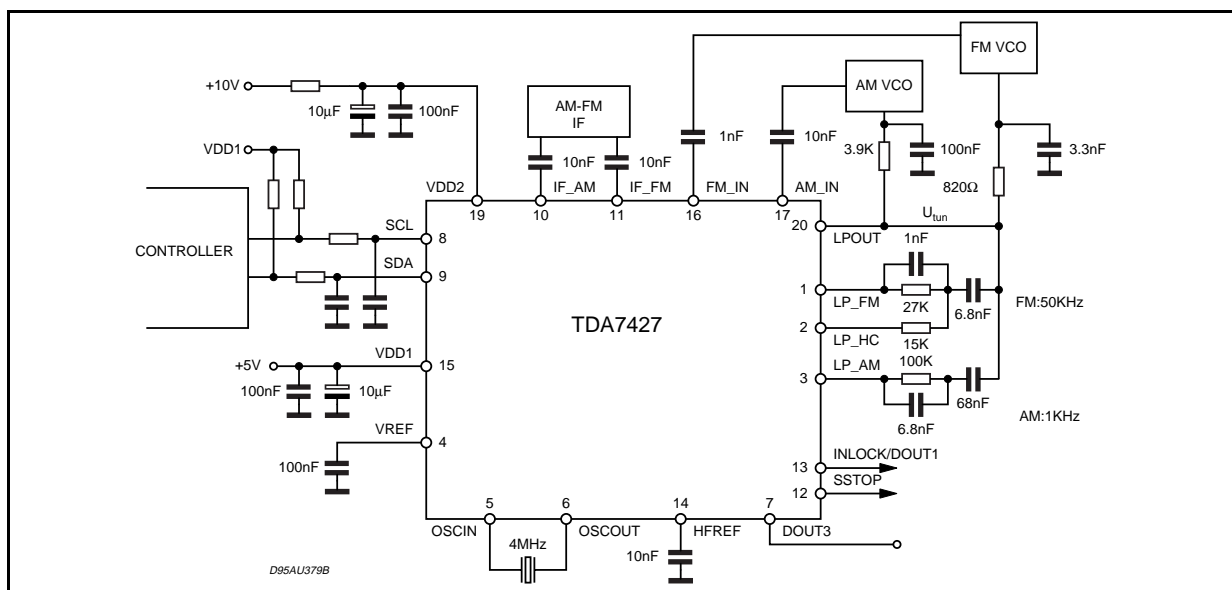 FM VCO
+10V
10µF
100nF
AM-FM
IF
AM VCO
1nF
10nF
3.9K
100nF
3.3nF
VDD1
10nF
10nF
820Ω
VDD2
IF_AM
IF_FM
FM_IN
AM_IN
19
10
11
16
17
20
LPOUT
Utun
CONTROLLER
SCL
8
SDA
9
1nF
1
LP_FM
27K
6.8nF
FM:50KHz
TDA7427
2
LP_HC
15K
+5V
VDD1
15
LP_AM
100K
3
68nF
100nF
10µF
6.8nF
AM:1KHz
VREF
4
100nF
13
INLOCK/DOUT1
SSTOP
12
5
6
14
7
OSCIN
OSCOUT
HFREF
DOUT3
4MHz
10nF
D95AU379B